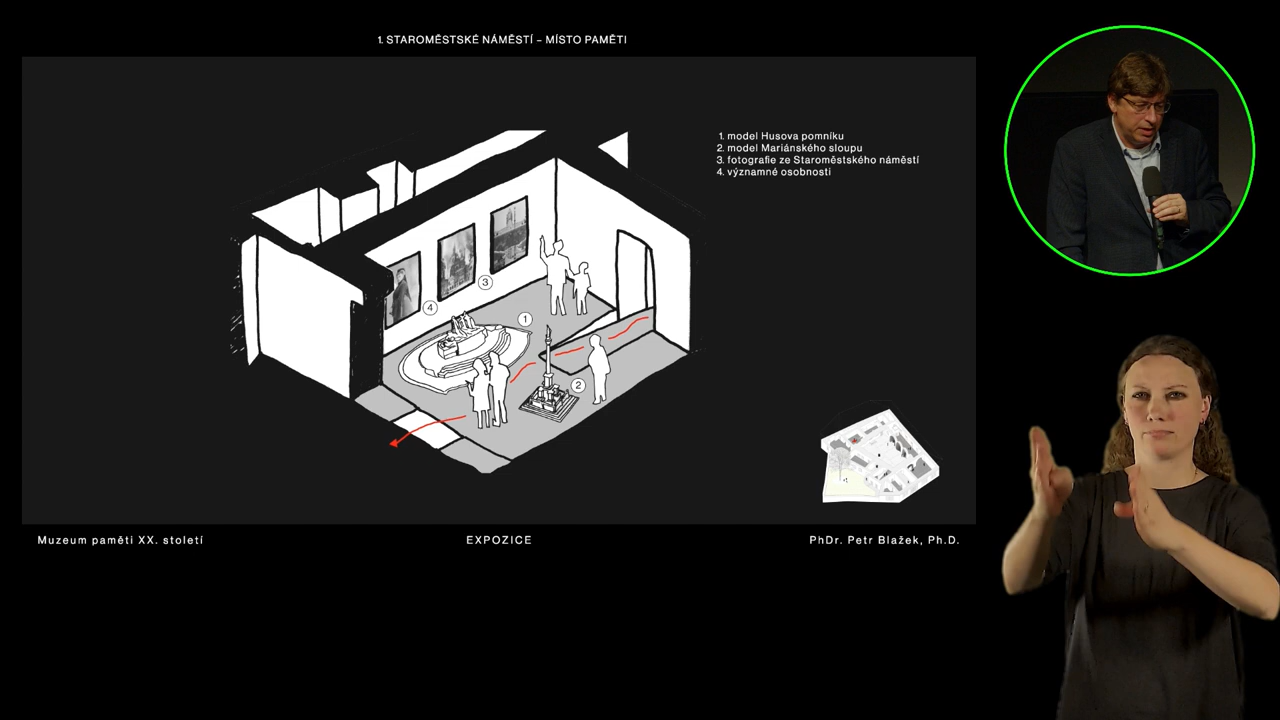 1. STAROMĚSTSKÉ NÁMĚSTÍ – MÍSTO PAMĚTI
1. model Husova pomníku
2. model Mariánského sloupu
3. fotografie ze Staroměstského náměstí
4. významné osobnosti
3
4
1
2
Muzeum paměti XX. století
EXPOZICE
PhDr. Petr Blažek, Ph.D.